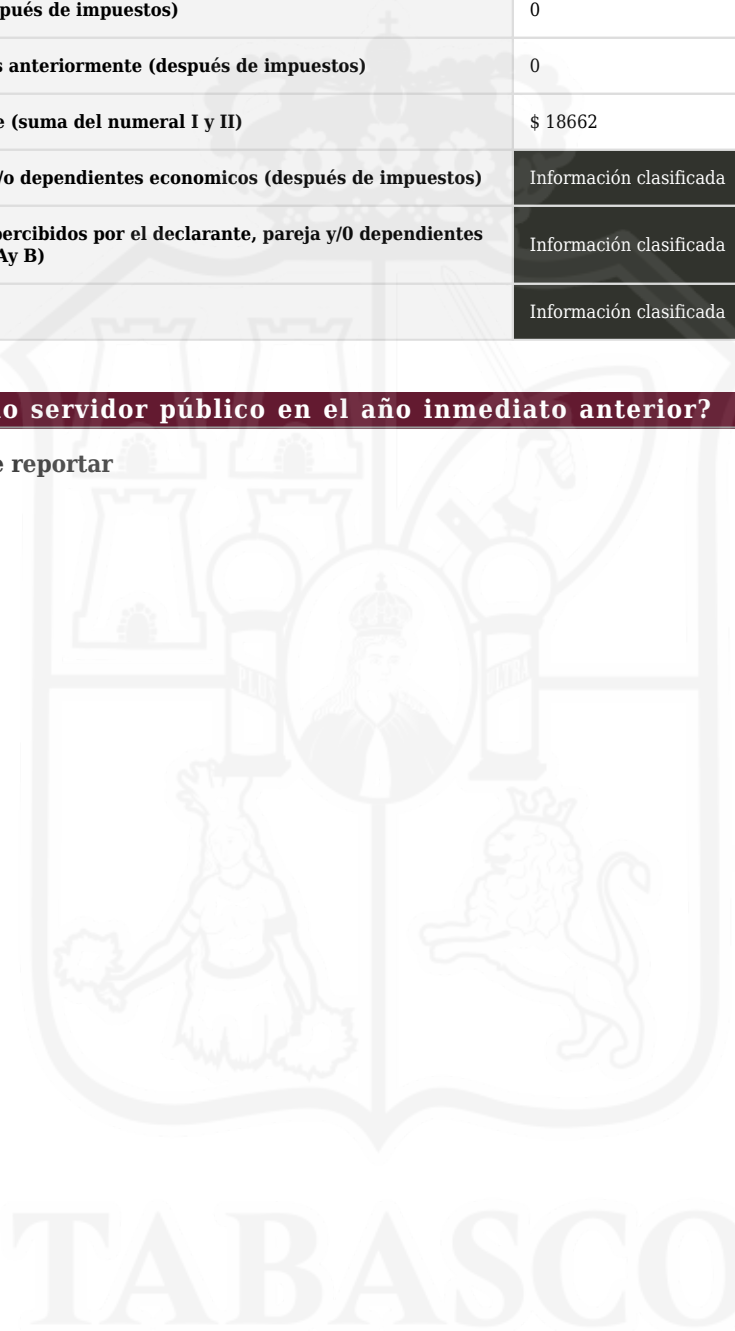 pués de impuestos) 0
s anteriormente (después de impuestos) 0
e (suma del numeral I y II) $ 18662
/o dependientes economicos (después de impuestos) Información clasificada
percibidos por el declarante, pareja y/0 dependientes
Ay B) Información clasificada
Información clasificada
o servidor público en el año inmediato anterior?
e reportar
PLUS ULTRA
TABASCO